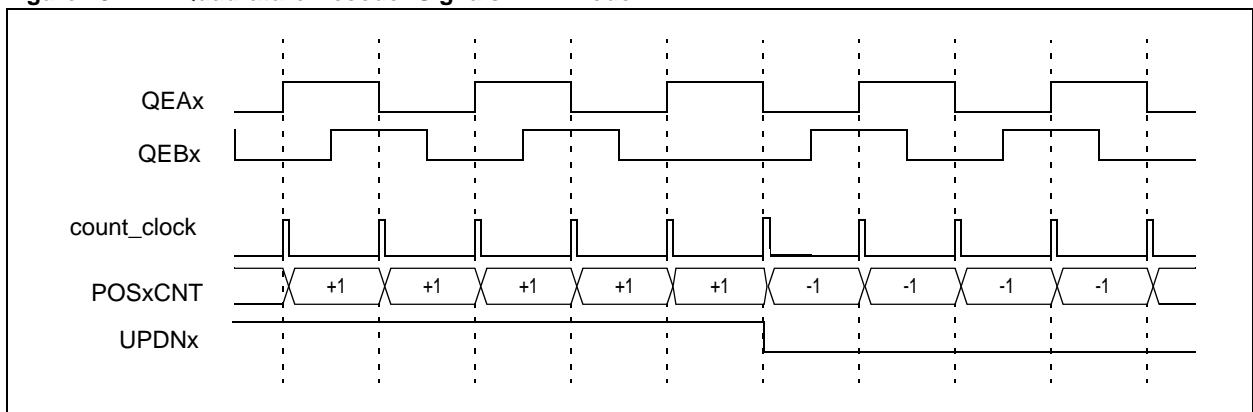 QEAx
QEBx
count_clock
POSxCNT
+1 +1 +1 +1 +1 -1 -1 -1 -1
UPDNx